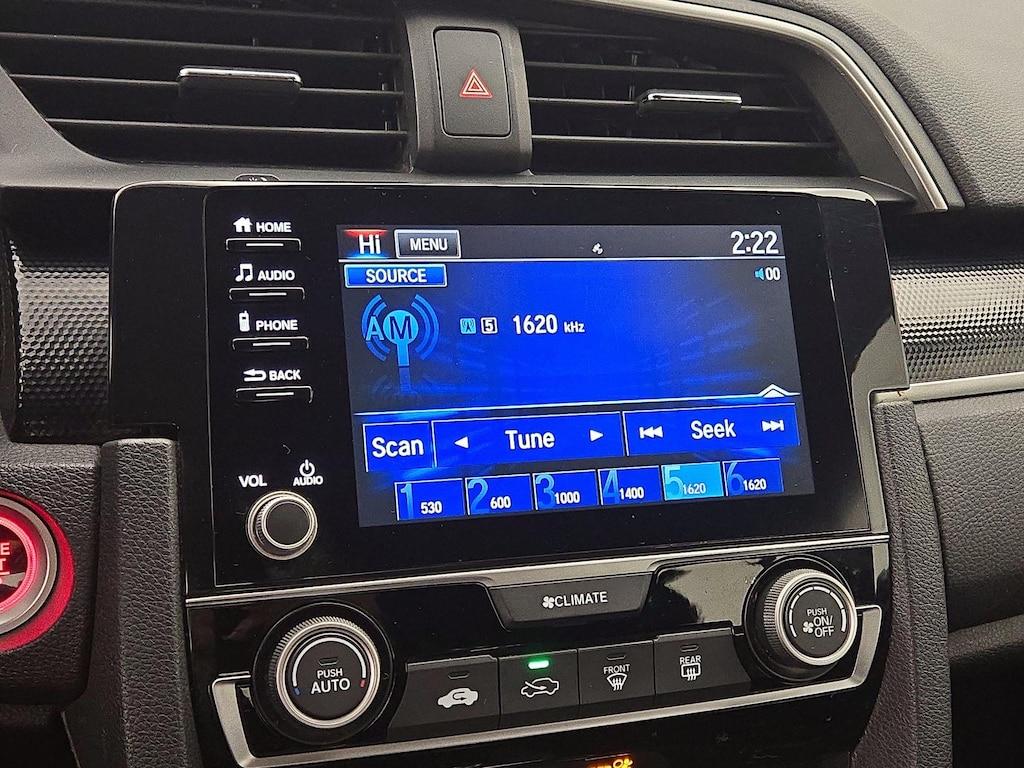 HOME
AUDIO
PHONE
BACK
VOL
AUDIO
Hi MENU 2:22
SOURCE 00
AM 5 1620 kHz
Scan Tune Seek
1 530 2 600 3 1000 4 1400 5 1620 6 1620
CLIMATE
PUSH
AUTO
FRONT
REAR
PUSH
ON/
OFF